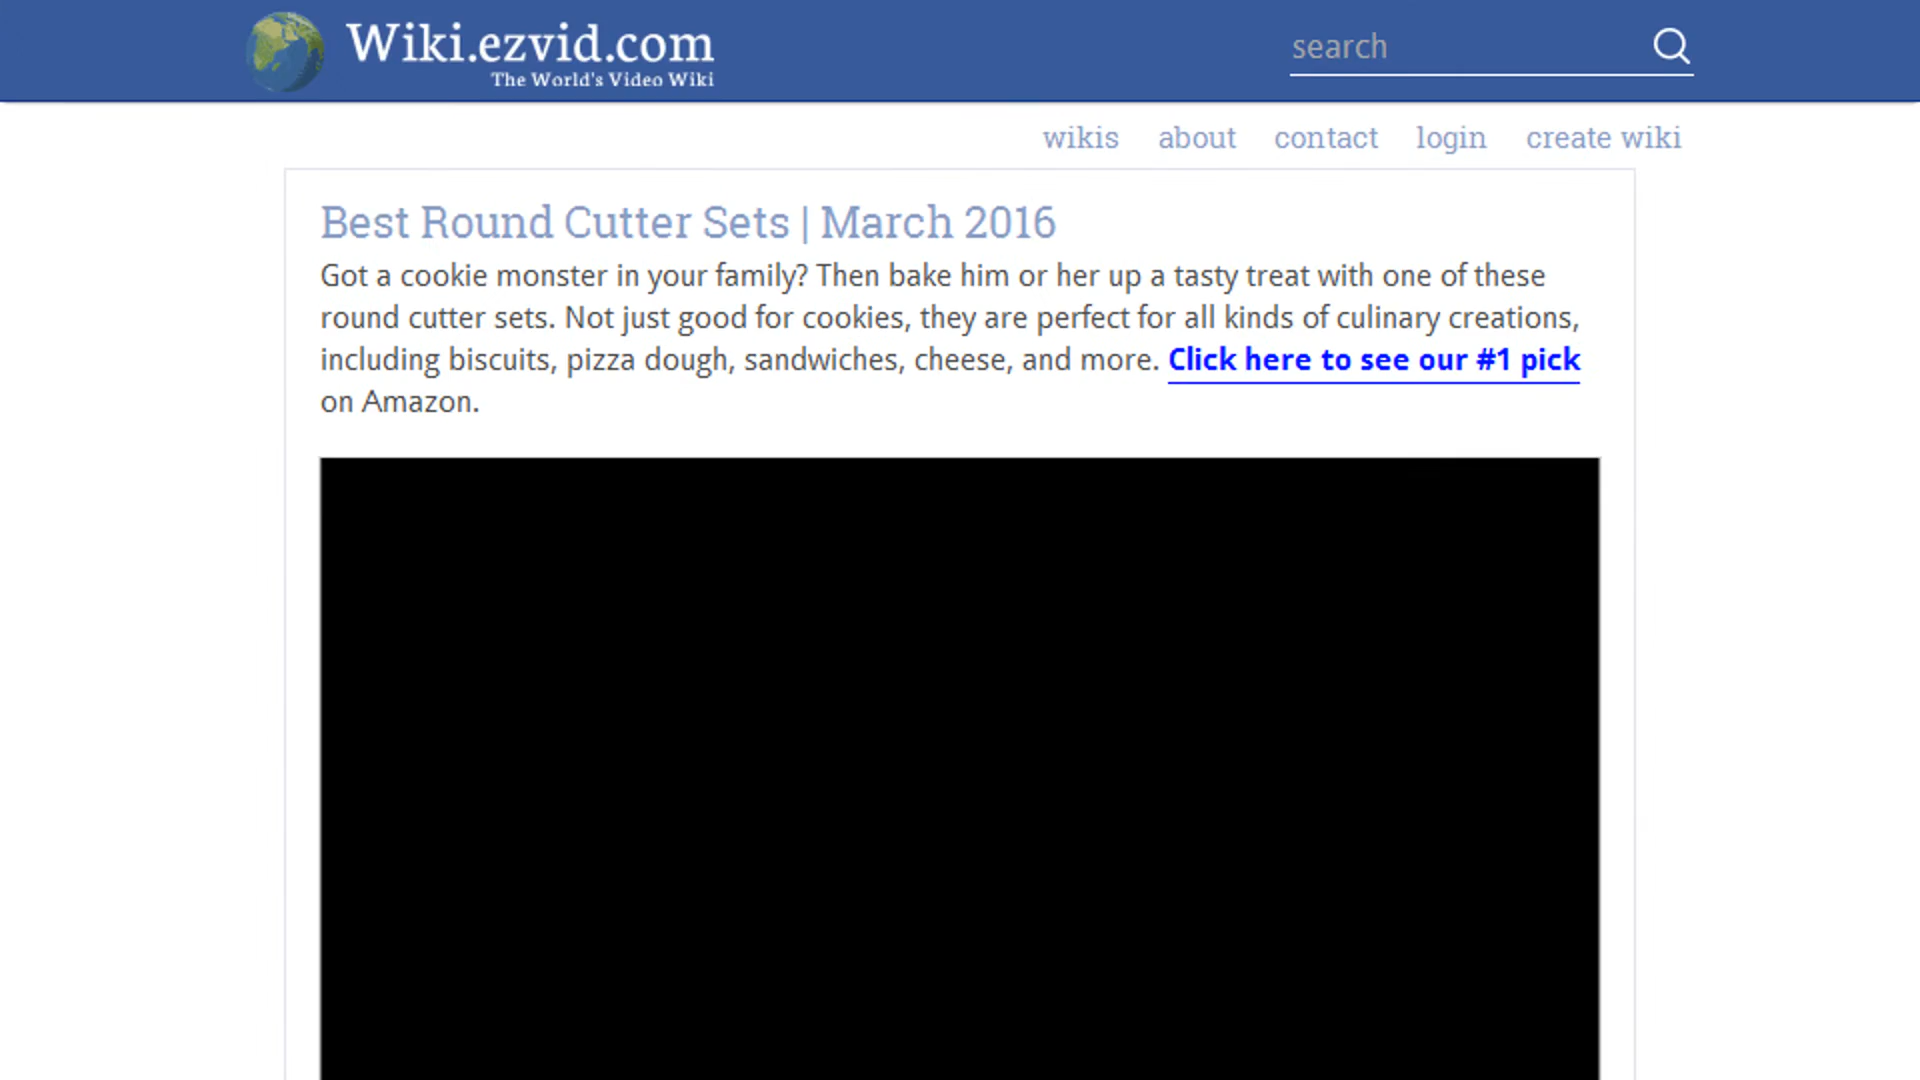 Wiki.ezvid.com
The World's Video Wiki
search
wikis about contact login create wiki
Best Round Cutter Sets | March 2016
Got a cookie monster in your family? Then bake him or her up a tasty treat with one of these
round cutter sets. Not just good for cookies, they are perfect for all kinds of culinary creations,
including biscuits, pizza dough, sandwiches, cheese, and more. Click here to see our #1 pick
on Amazon.